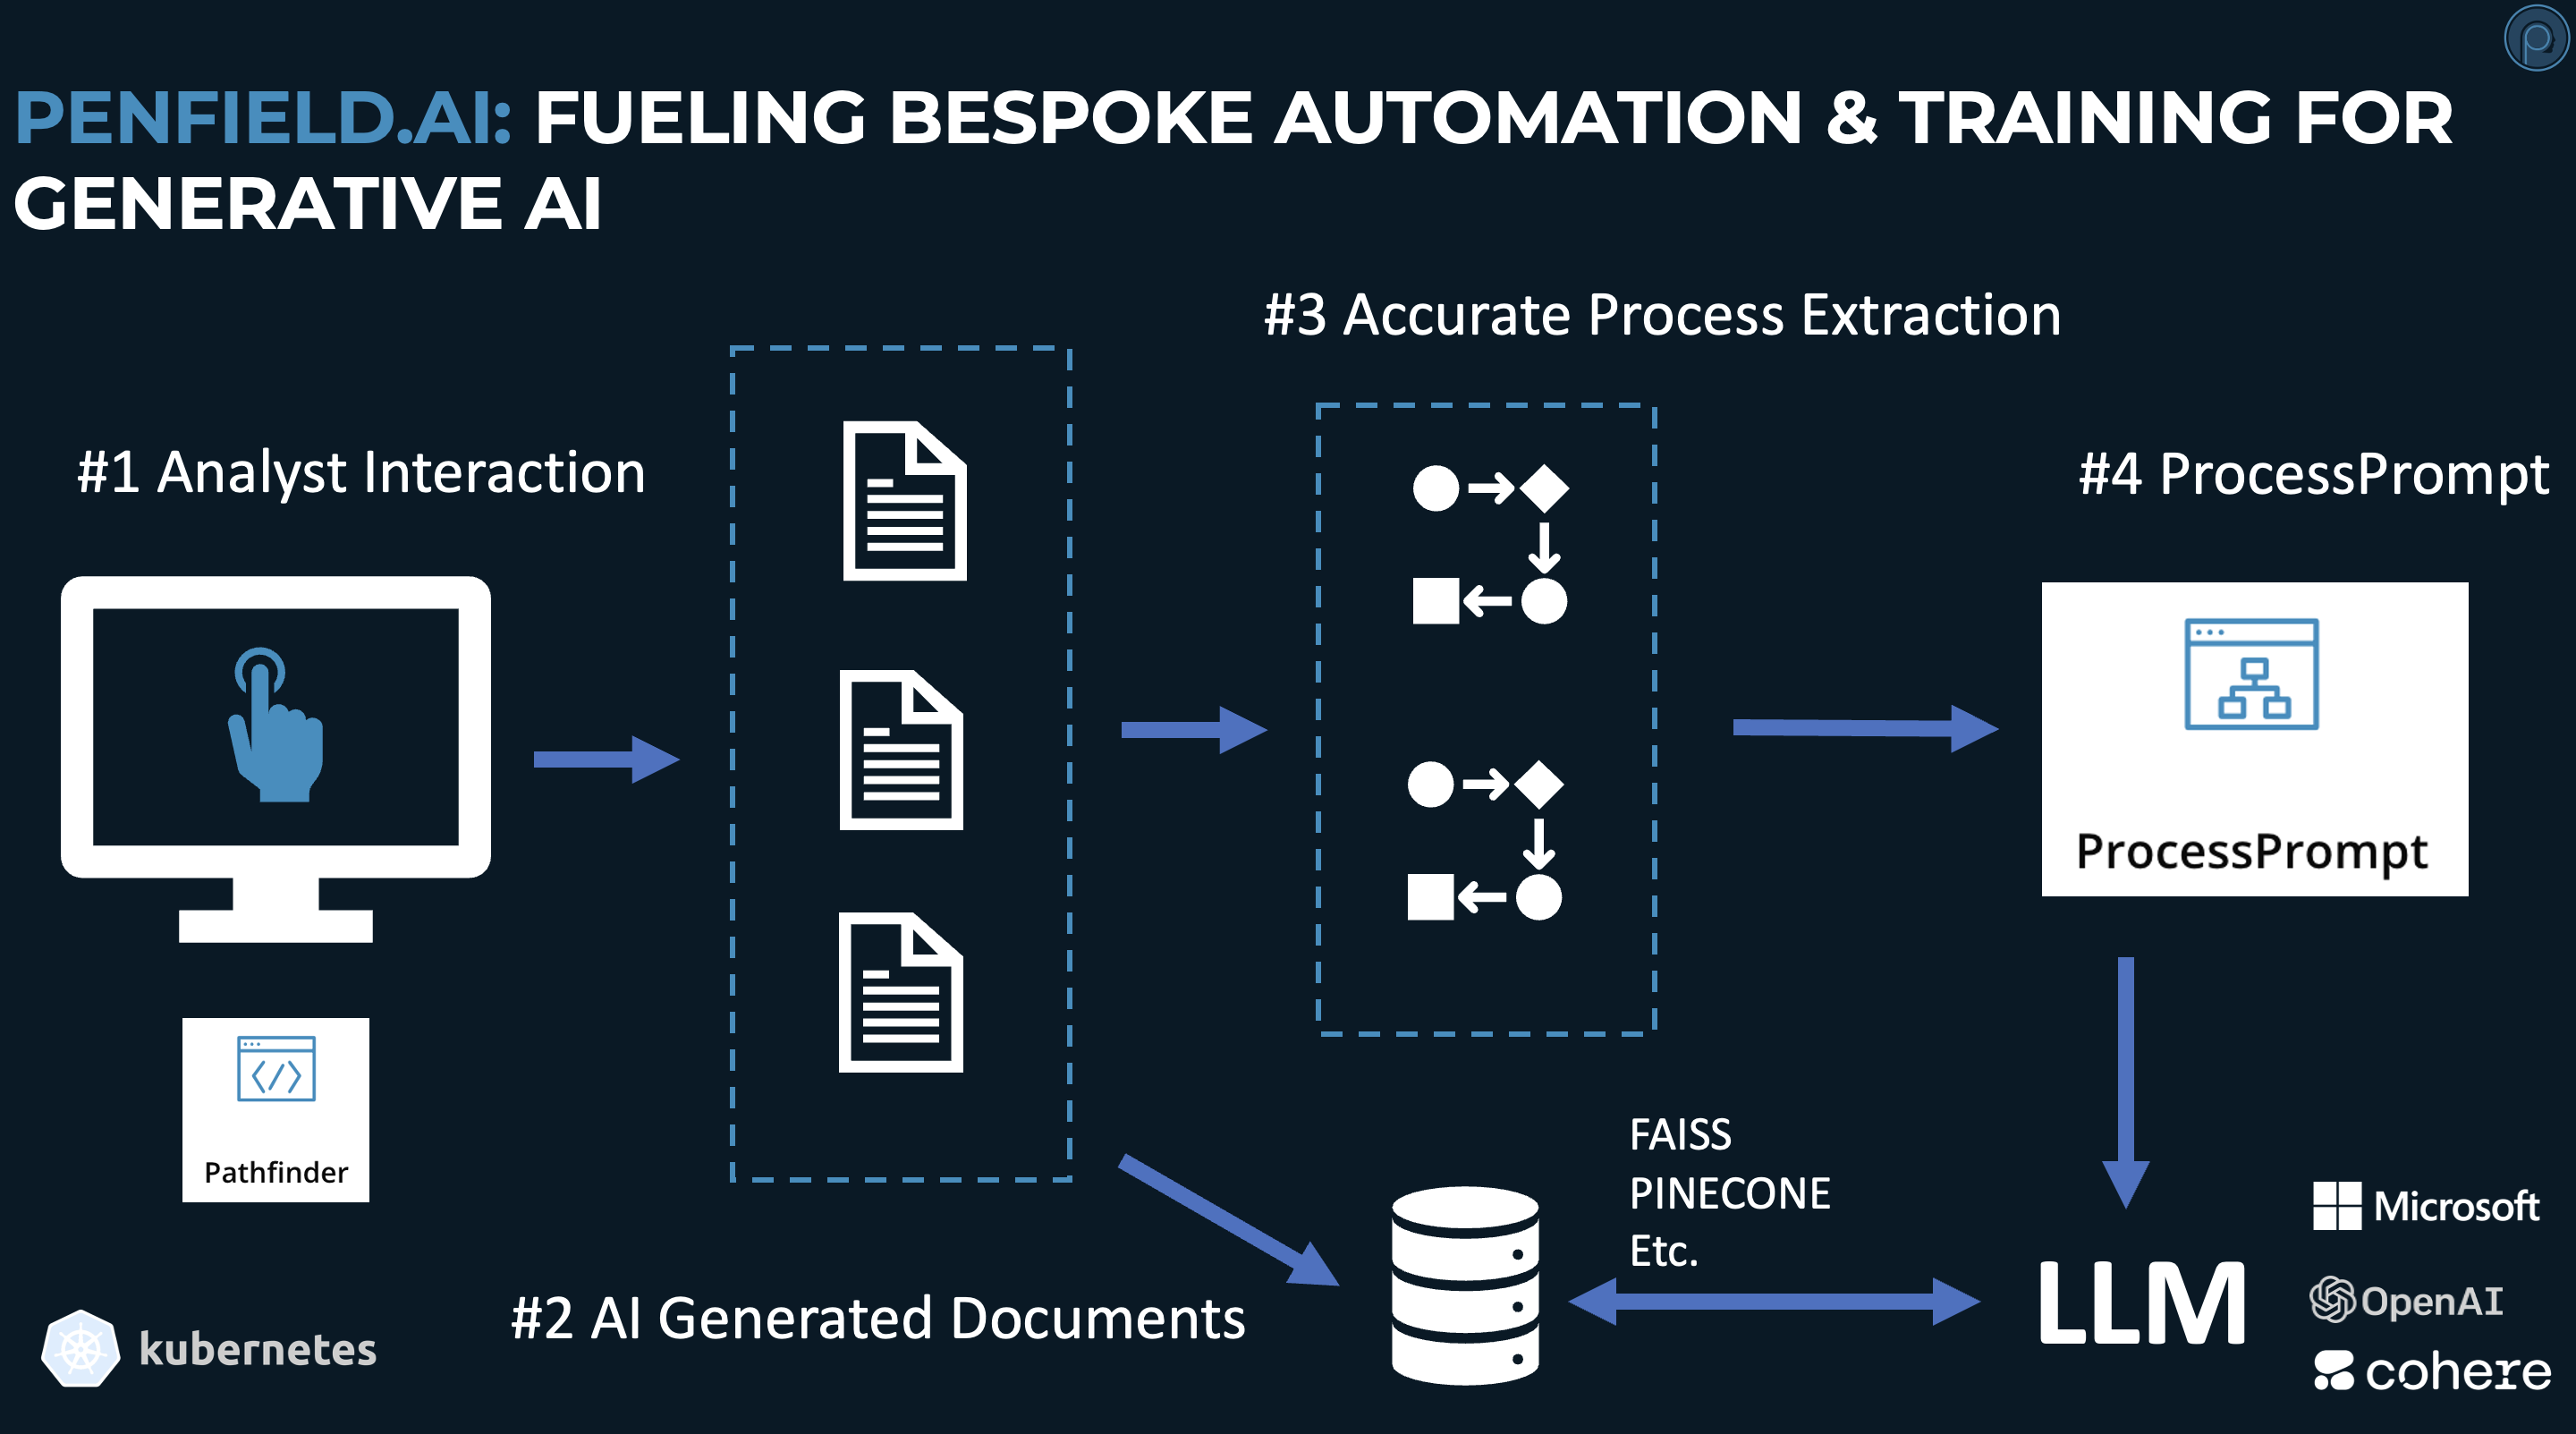 PENFIELD.AI: FUELING BESPOKE AUTOMATION & TRAINING FOR
GENERATIVE AI
#3 Accurate Process Extraction
#1 Analyst Interaction
#4 ProcessPrompt
ProcessPrompt
Pathfinder
FAISS
PINECONE
Etc.
#2 AI Generated Documents
kubernetes
LLM
Microsoft
OpenAI
cohere